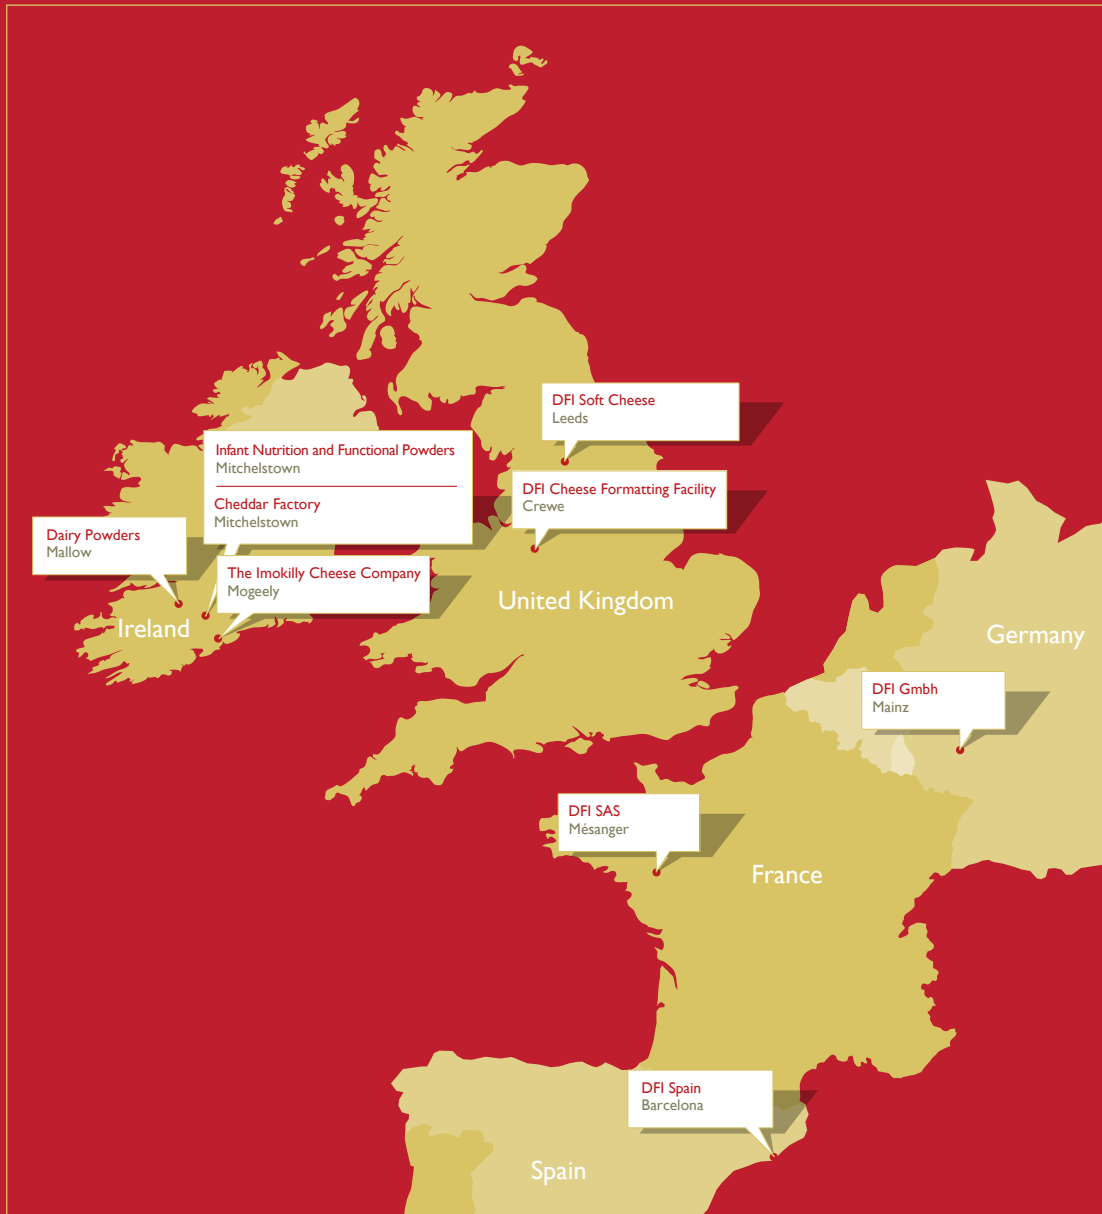 DFI Soft Cheese
Leeds
Infant Nutrition and Functional Powders
Mitchelstown
Cheddar Factory
Mitchelstown
DFI Cheese Formatting Facility
Crewe
Dairy Powders
Mallow
The Imokilly Cheese Company
Mogeely
United Kingdom
Ireland
Germany
DFI Gmbh
Mainz
DFI SAS
Mésanger
France
DFI Spain
Barcelona
Spain